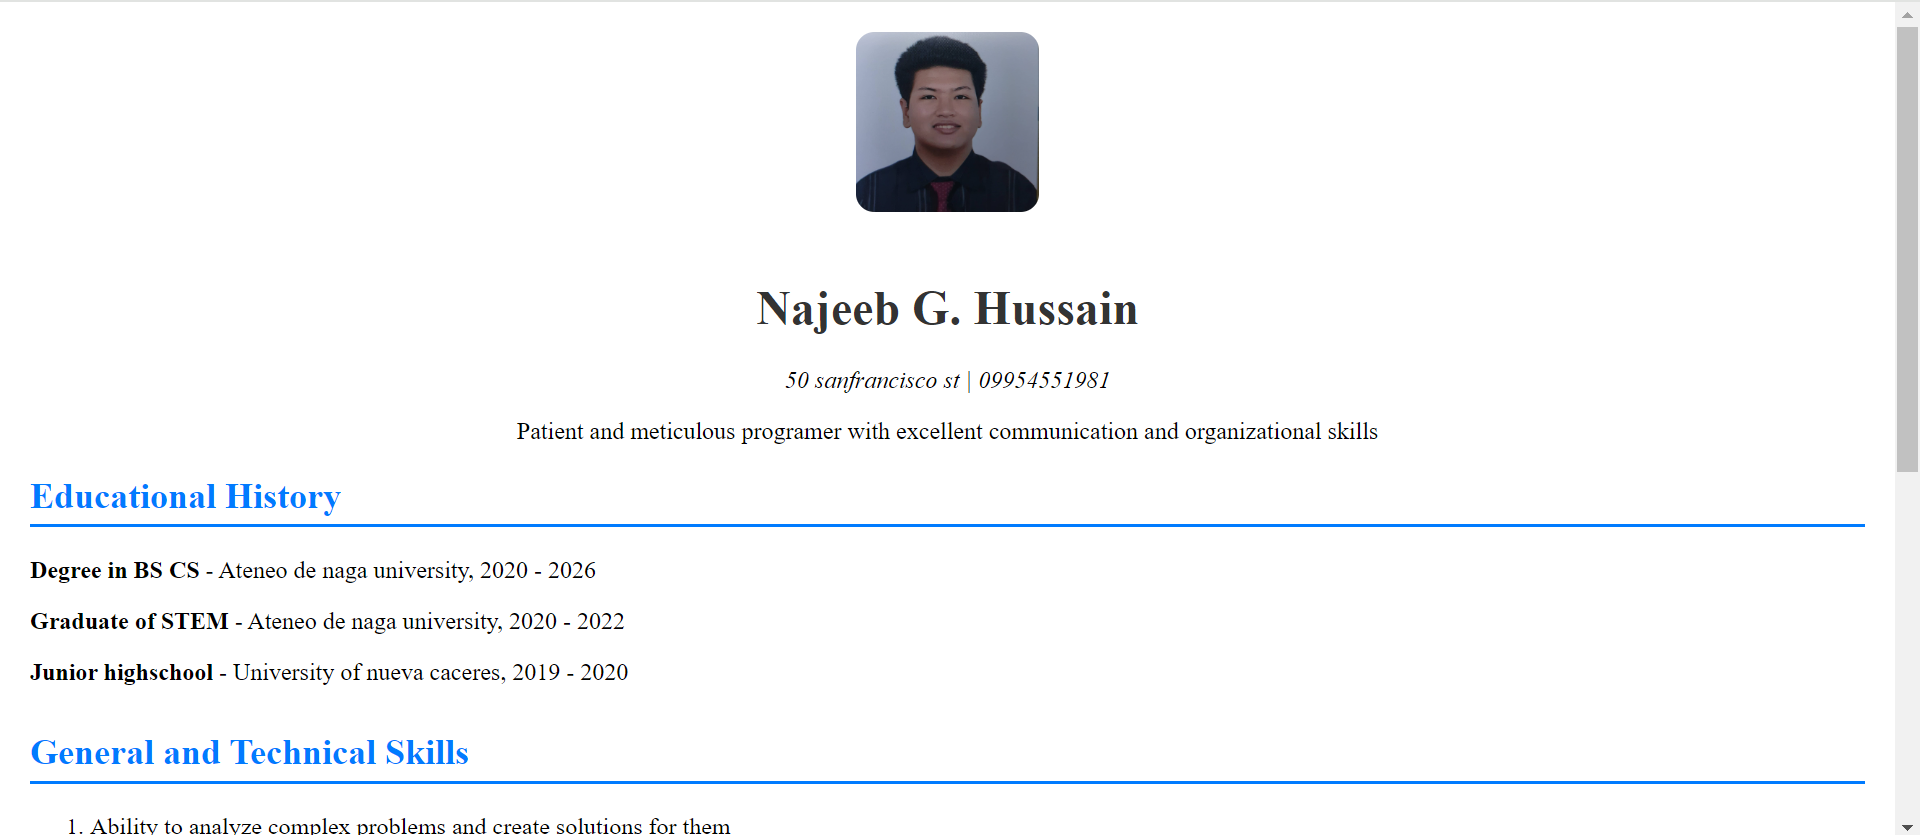 Najeeb G. Hussain
50 sanfrancisco st | 09954551981
Patient and meticulous programer with excellent communication and organizational skills
Educational History
Degree in BS CS - Ateneo de naga university, 2020 - 2026
Graduate of STEM - Ateneo de naga university, 2020 - 2022
Junior highschool - University of nueva caceres, 2019 - 2020
General and Technical Skills
1. Ability to analyze complex problems and create solutions for them